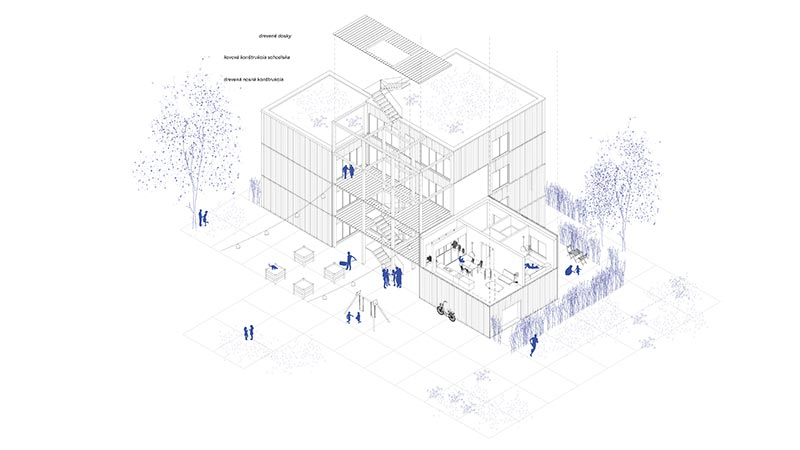 drevené dosky
kovová konštrukcia schodiska
drevená nosná konštrukcia